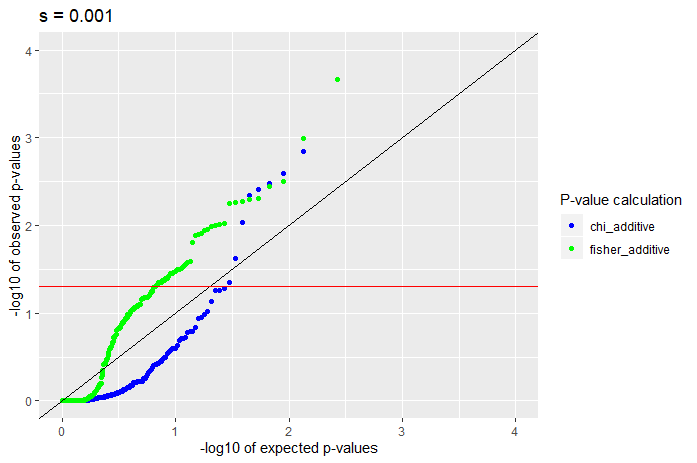 s = 0.001
-log10 of observed p-values
4
3
2
1
0
0
1
2
3
4
-log10 of expected p-values
P-value calculation
chi_additive
fisher_additive